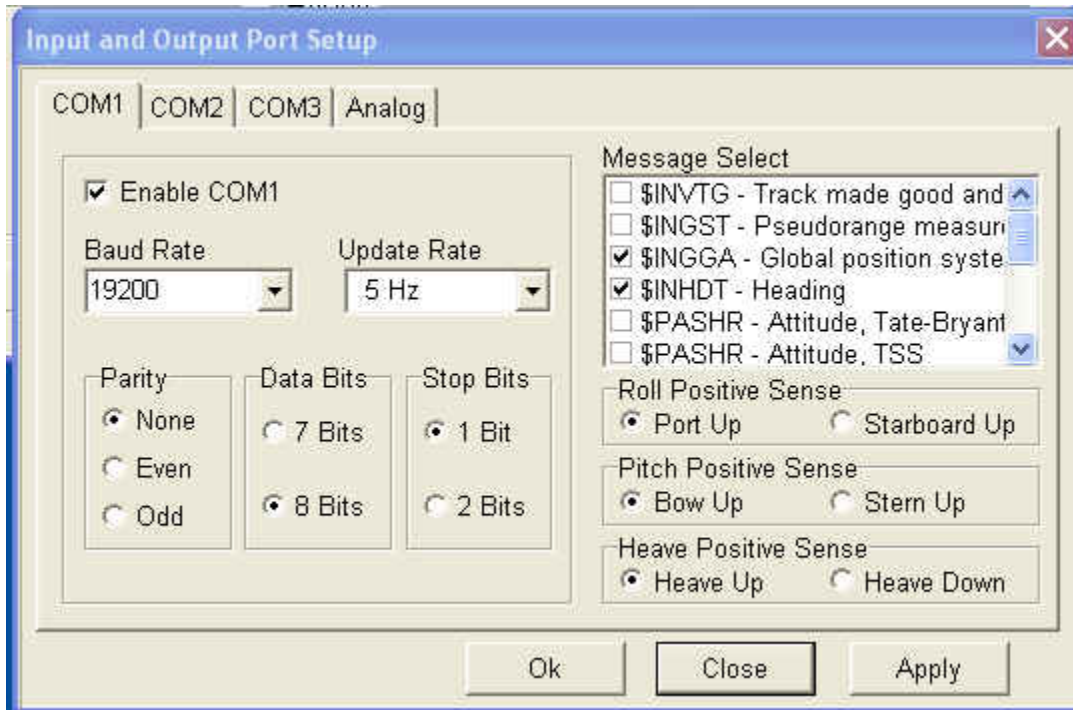 Input and Output Port Setup
COM1 COM2 COM3 Analog
Enable COM1
Baud Rate
19200
Update Rate
5 Hz
Parity
None
Even
Odd
Data Bits
7 Bits
8 Bits
Stop Bits
1 Bit
2 Bits
Message Select
$INVTG - Track made good and
$INGST - Pseudorange measur
$INGGA - Global position syste
$INHDT - Heading
$PASHR - Attitude, Tate-Bryant
$PASHR - Attitude, TSS
Roll Positive Sense
Port Up Starboard Up
Pitch Positive Sense
Bow Up Stern Up
Heave Positive Sense
Heave Up Heave Down
Ok Close Apply